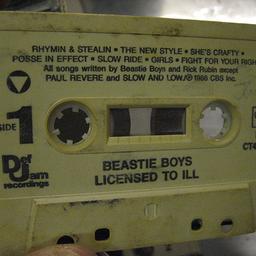 RHYMIN & STEALIN • THE NEW STYLE • SHE'S CRAFTY •
POSSE IN EFFECT • SLOW RIDE • GIRLS • FIGHT FOR YOUR RIGH
All songs written by Beastie Boys and Rick Rubin except
PAUL REVERE and SLOW AND LOW. ℗ 1986 CBS Inc.
SIDE 1
CT4
Def Jam
recordings
BEASTIE BOYS
LICENSED TO ILL